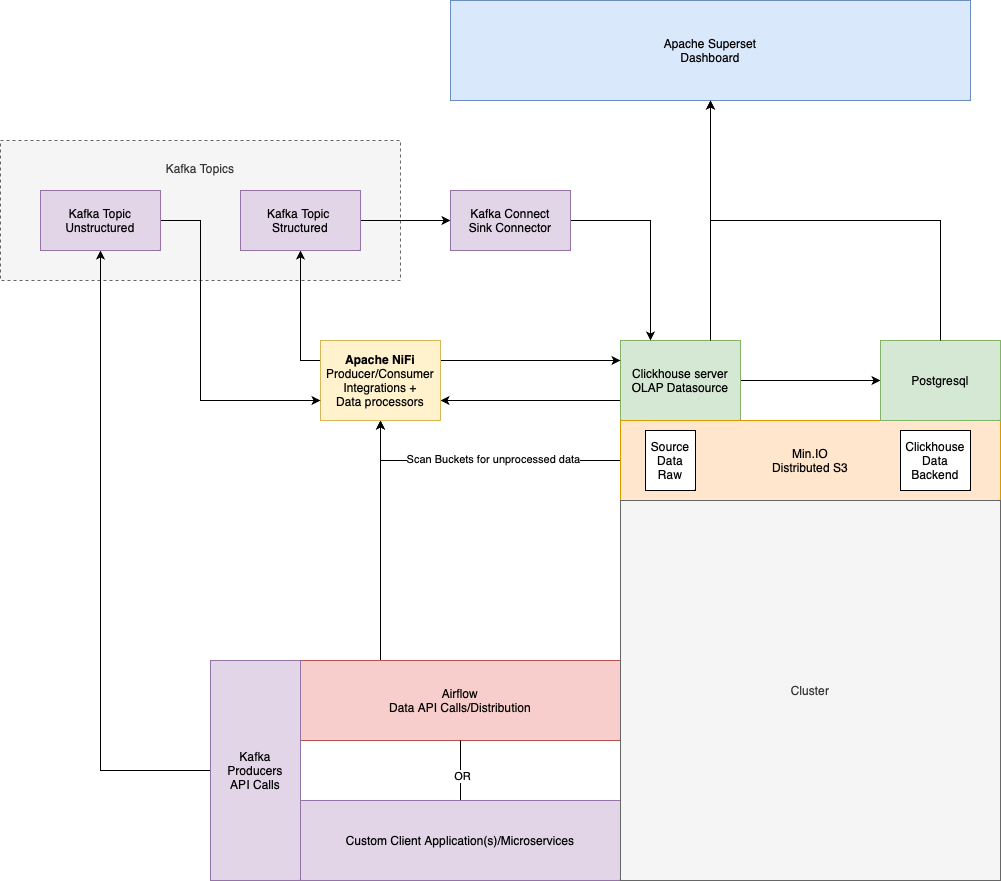 Apache Superset
Dashboard
Kafka Topics
Kafka Topic
Unstructured
Kafka Topic
Structured
Kafka Connect
Sink Connector
Apache NiFi
Producer/Consumer
Integrations +
Data processors
Clickhouse server
OLAP Datasource
Postgresql
Scan Buckets for unprocessed data
Source
Data
Raw
Min.IO
Distributed S3
Clickhouse
Data
Backend
Cluster
Airflow
Data API Calls/Distribution
Kafka
Producers
API Calls
OR
Custom Client Application(s)/Microservices